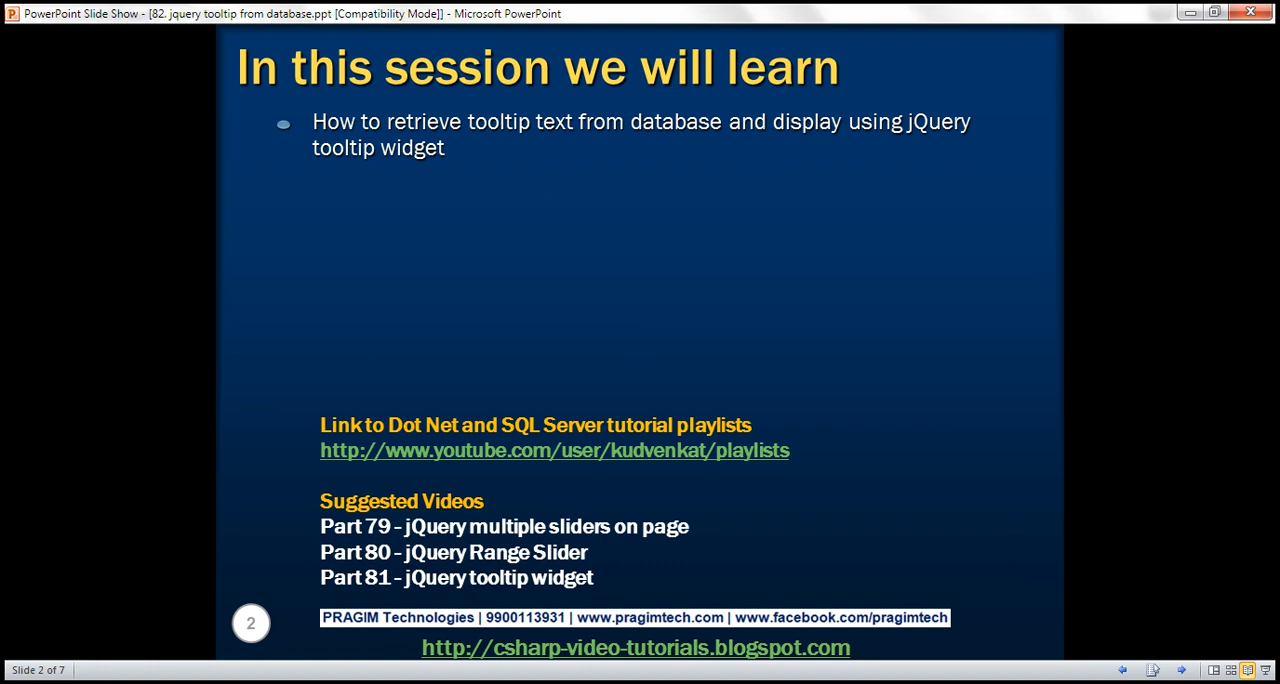 PowerPoint Slide Show - [82. jquery tooltip from database.ppt [Compatibility Mode]] - Microsoft PowerPoint
In this session we will learn
How to retrieve tooltip text from database and display using jQuery
tooltip widget
Link to Dot Net and SQL Server tutorial playlists
http://www.youtube.com/user/kudvenkat/playlists
Suggested Videos
Part 79 - jQuery multiple sliders on page
Part 80 - jQuery Range Slider
Part 81 - jQuery tooltip widget
2
PRAGIM Technologies | 9900113931 | www.pragimtech.com | www.facebook.com/pragimtech
http://csharp-video-tutorials.blogspot.com
Slide 2 of 7